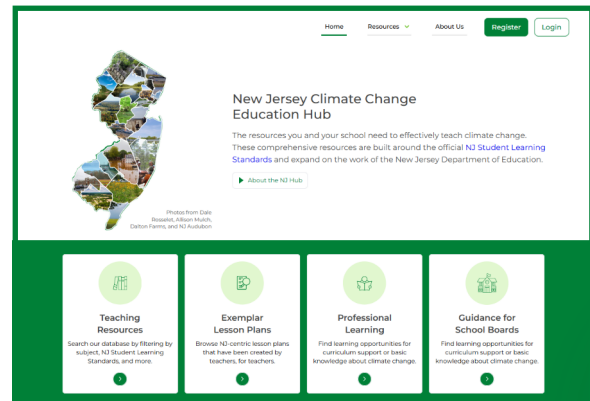 Home Resources About Us Register Login
New Jersey Climate Change
Education Hub
The resources you and your school need to effectively teach climate change.
These comprehensive resources are built around the official NJ Student Learning
Standards and expand on the work of the New Jersey Department of Education.
About the NJ Hub
Photos from Dale
Rosselet, Allison Mulch,
Dalton Farms, and NJ Audubon
Teaching
Resources
Search our database by filtering by
subject, NJ Student Learning
Standards, and more.
Exemplar
Lesson Plans
Browse NJ-centric lesson plans
that have been created by
teachers, for teachers.
Professional
Learning
Find learning opportunities for
curriculum support or basic
knowledge about climate change.
Guidance for
School Boards
Find learning opportunities for
curriculum support or basic
knowledge about climate change.